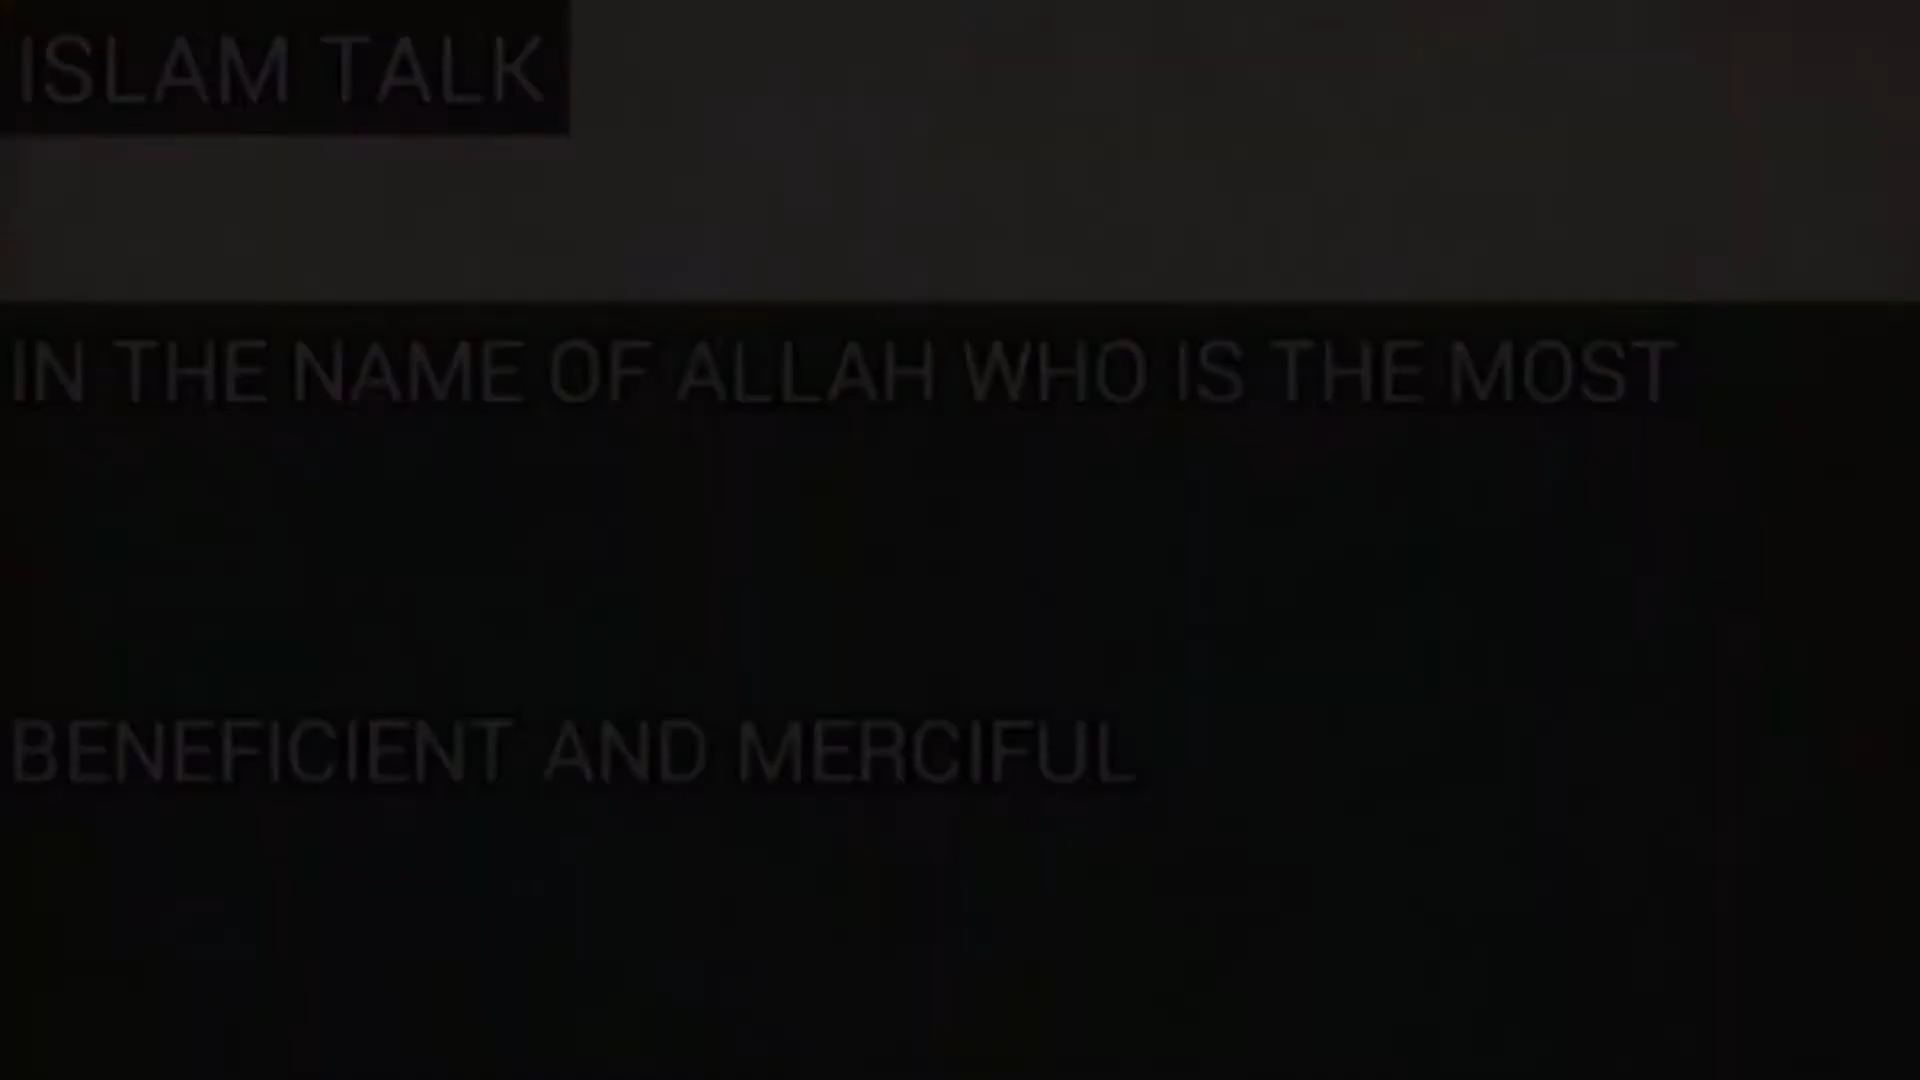 ISLAM TALK
IN THE NAME OF ALLAH WHO IS THE MOST
BENEFICIENT AND MERCIFUL